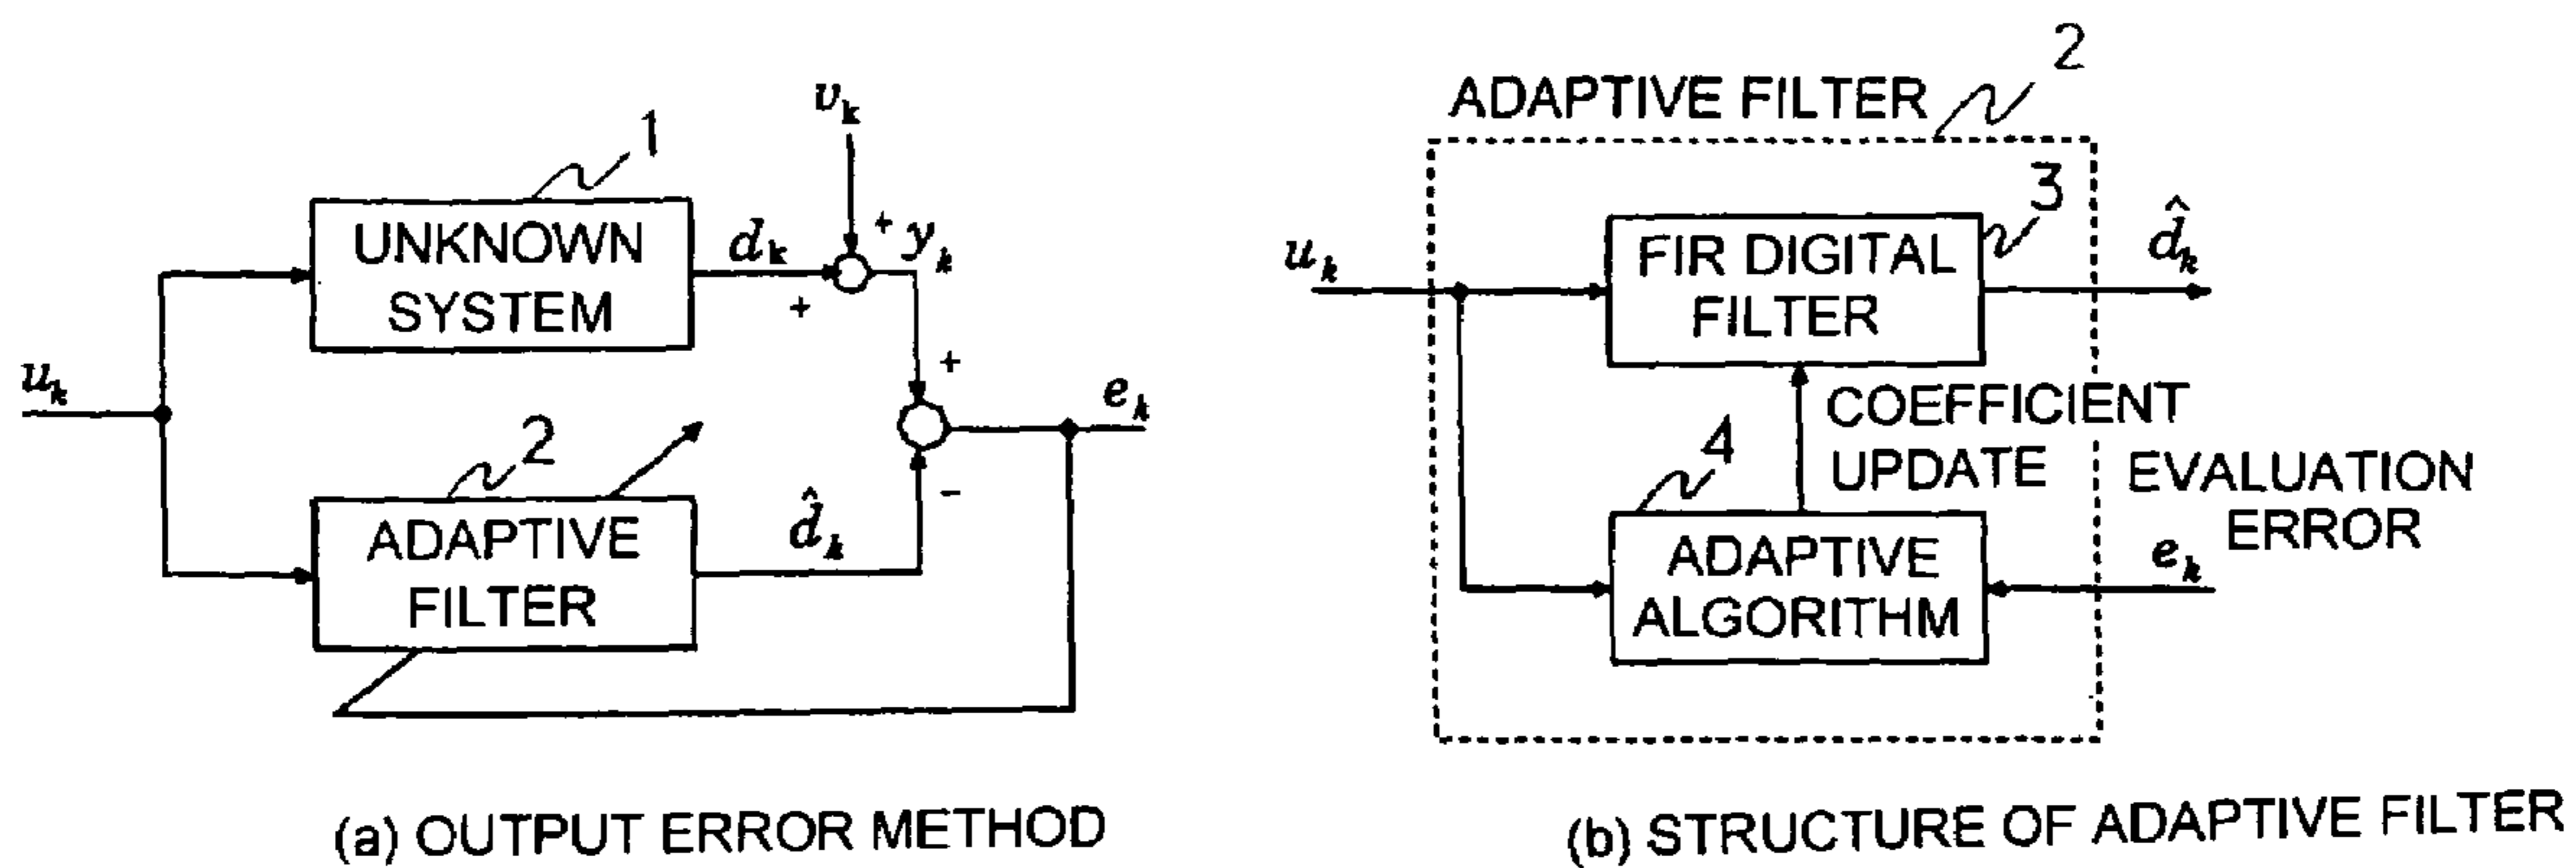 v_k
1
UNKNOWN
SYSTEM
d_k
+
+
y_k
u_k
+
-
e_k
2
ADAPTIVE
FILTER
d̂_k
(a) OUTPUT ERROR METHOD
2
ADAPTIVE FILTER
3
u_k
FIR DIGITAL
FILTER
d̂_k
COEFFICIENT
UPDATE
4
ADAPTIVE
ALGORITHM
EVALUATION
ERROR
e_k
(b) STRUCTURE OF ADAPTIVE FILTER